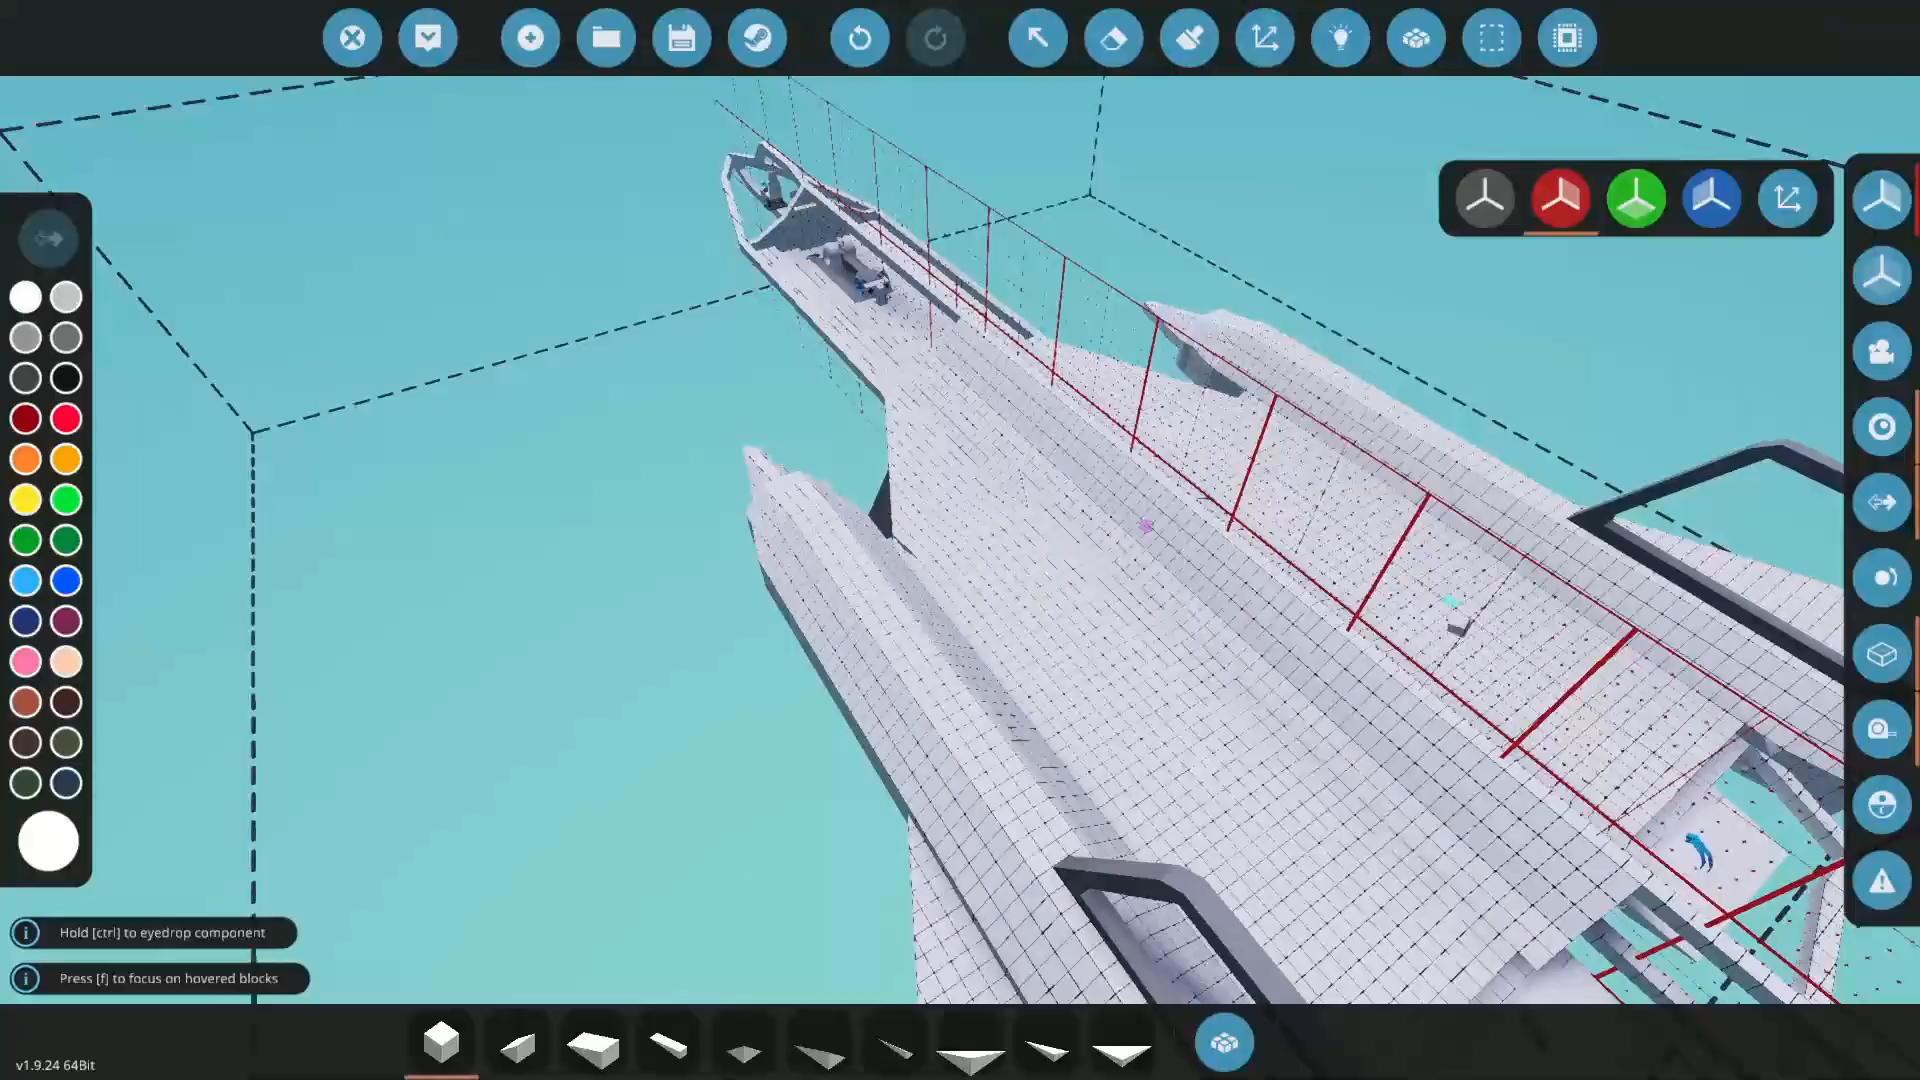 Hold [ctrl] to eyedrop component
Press [f] to focus on hovered blocks
v1.9.24 64Bit